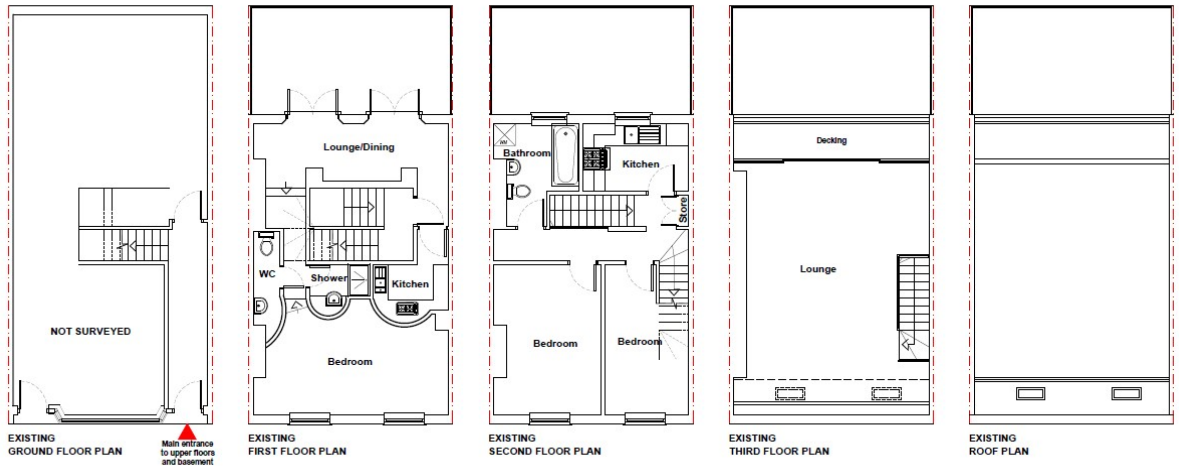 NOT SURVEYED
EXISTING
GROUND FLOOR PLAN
Main entrance
to upper floors
and basement
Lounge/Dining
WC
Shower
Kitchen
Bedroom
EXISTING
FIRST FLOOR PLAN
Bathroom
Kitchen
Store
Bedroom
Bedroom
EXISTING
SECOND FLOOR PLAN
Decking
Lounge
EXISTING
THIRD FLOOR PLAN
EXISTING
ROOF PLAN